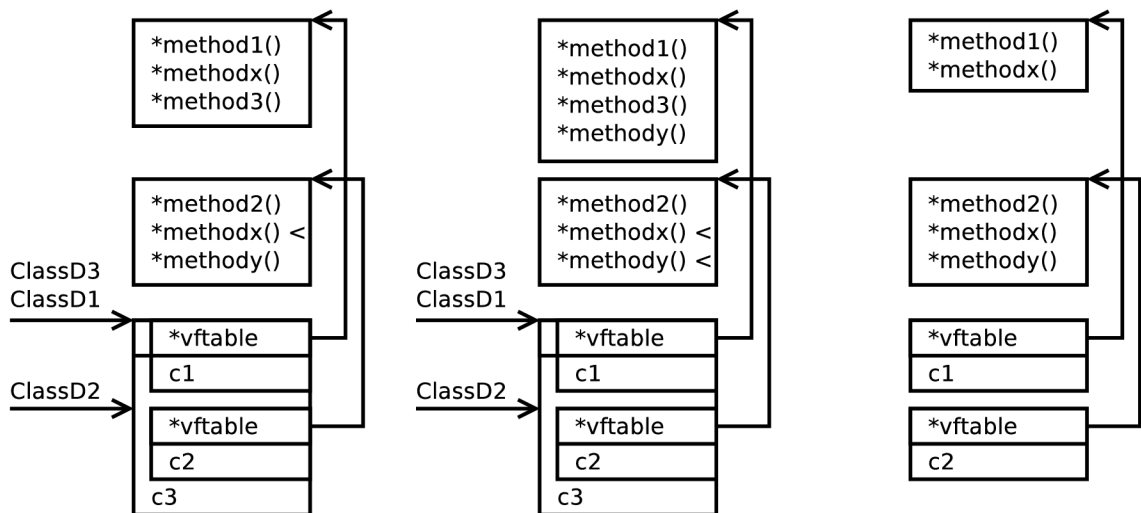 *method1()
*methodx()
*method3()
*method2()
*methodx() <
*methody()
ClassD3
ClassD1
*vftable
c1
ClassD2
*vftable
c2
c3
*method1()
*methodx()
*method3()
*methody()
*method2()
*methodx() <
*methody() <
ClassD3
ClassD1
*vftable
c1
ClassD2
*vftable
c2
c3
*method1()
*methodx()
*method2()
*methodx()
*methody()
*vftable
c1
*vftable
c2